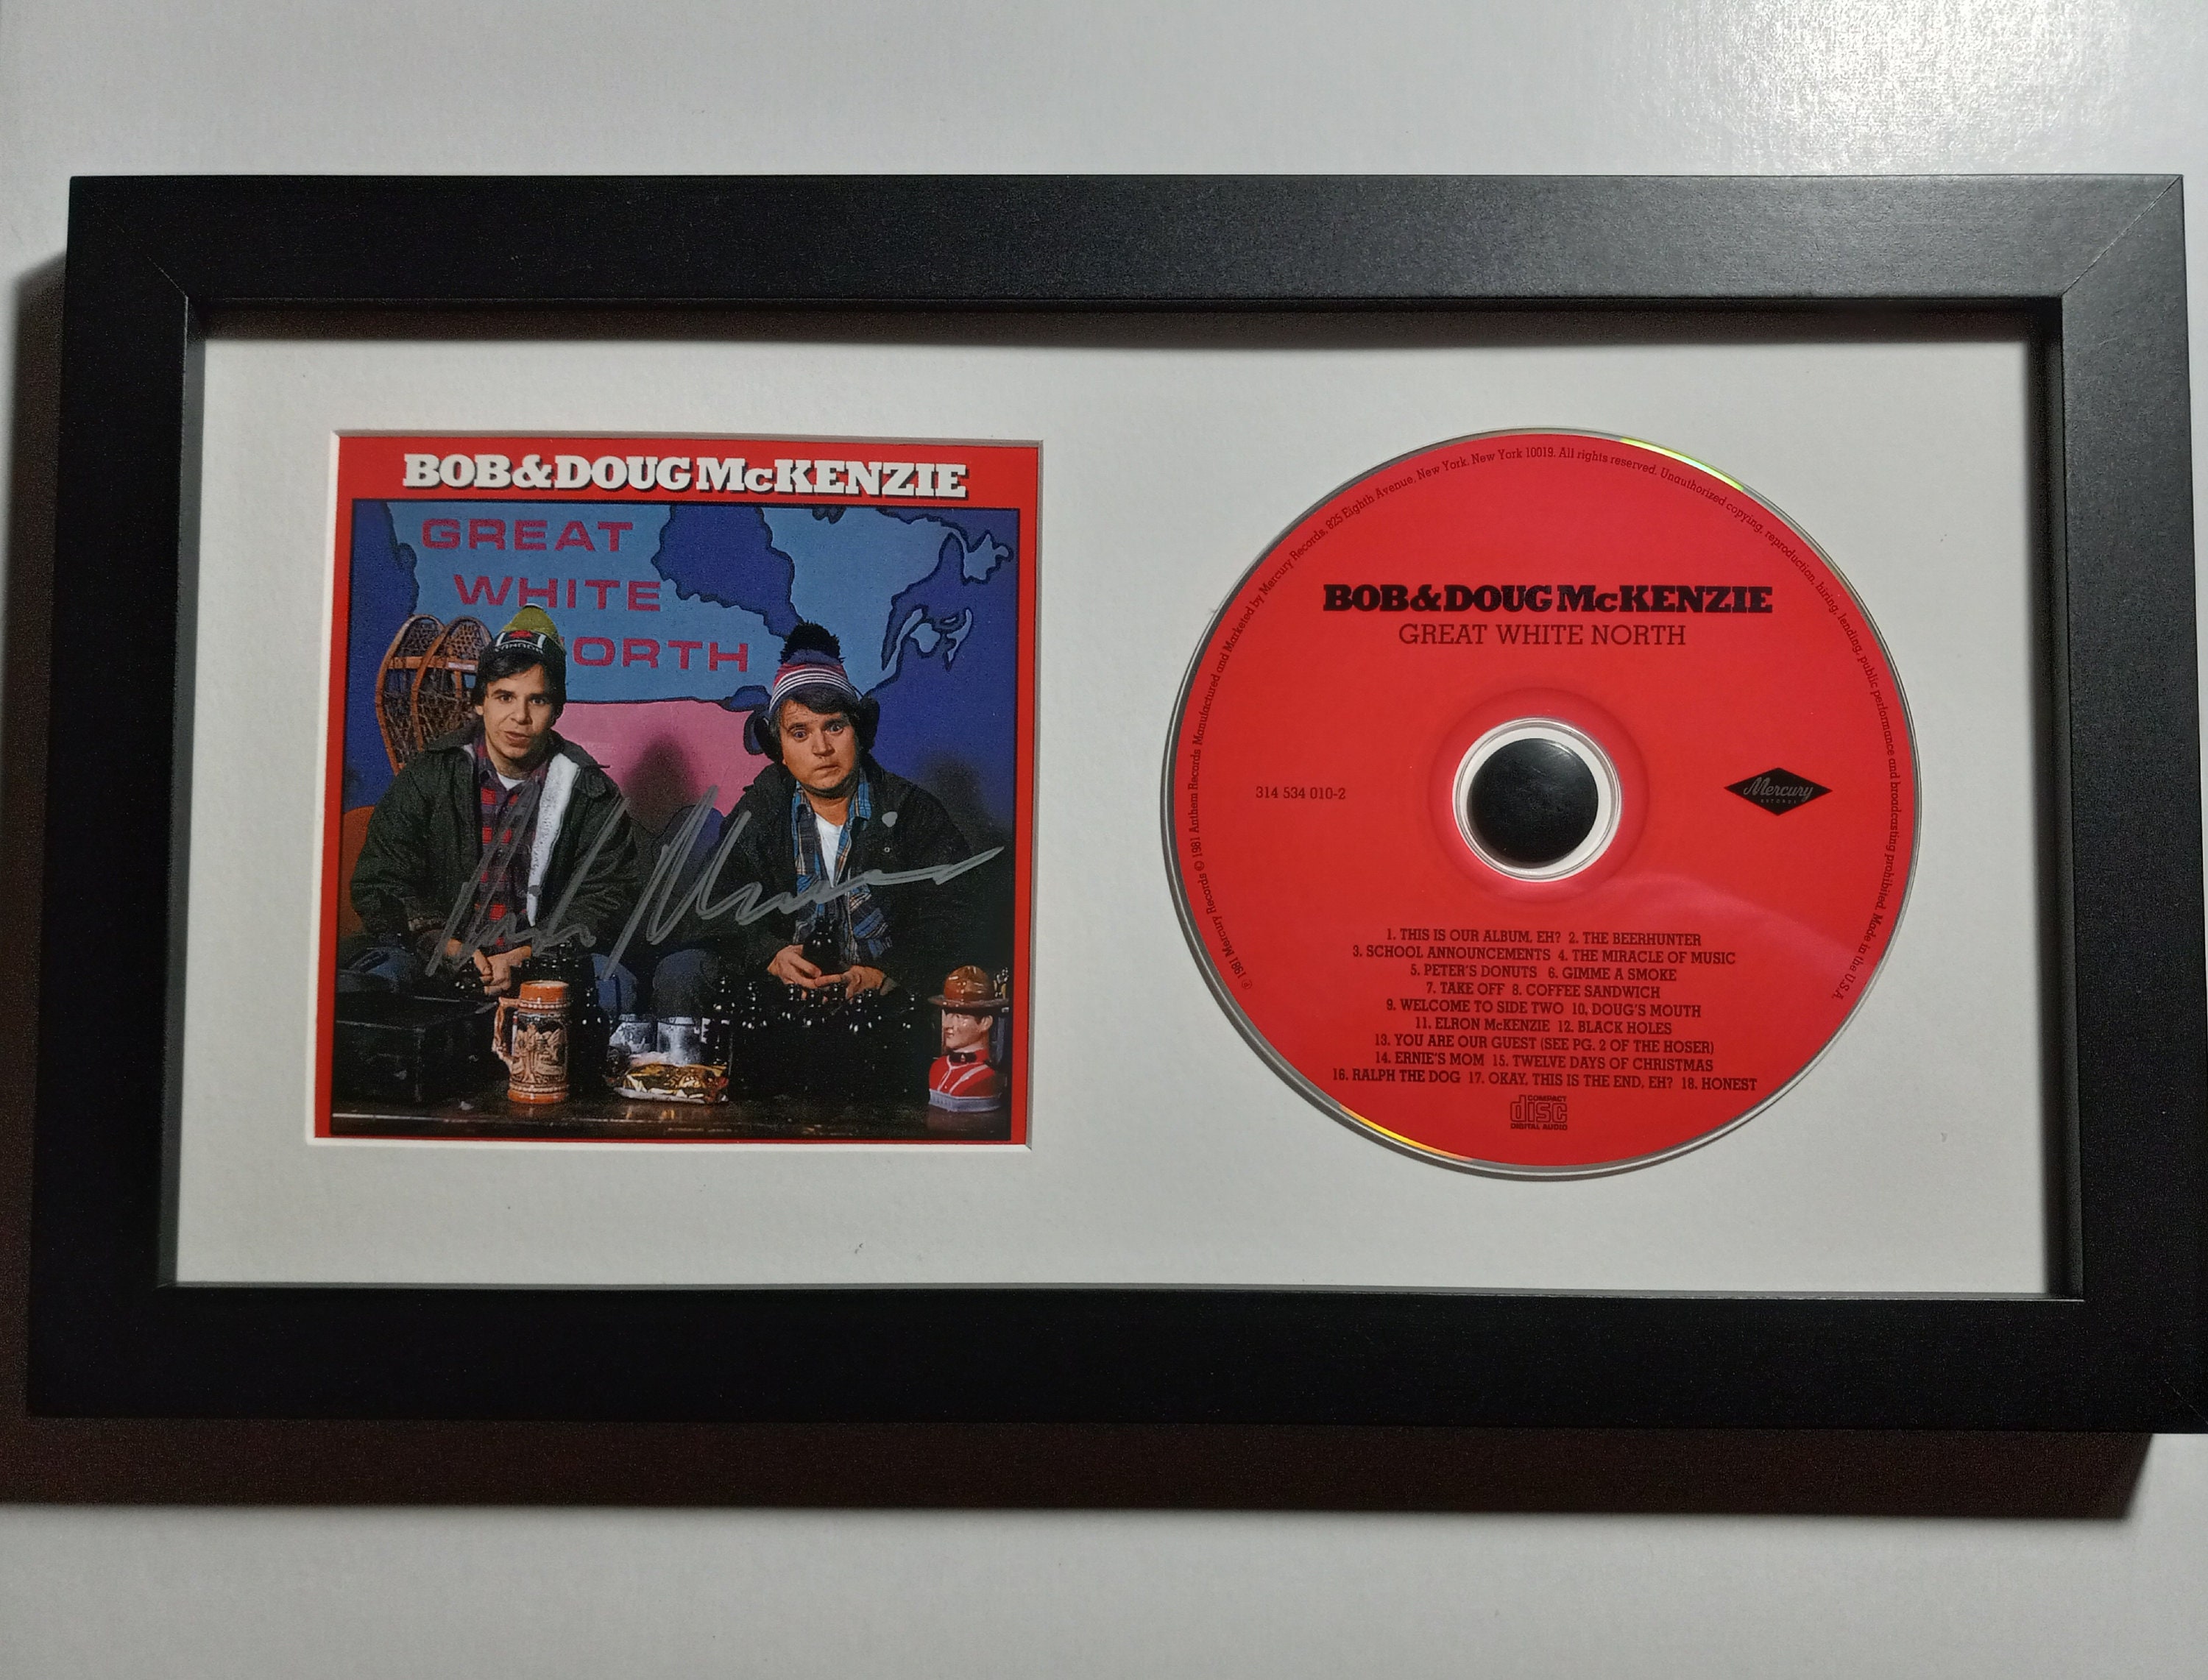 BOB&DOUG McKENZIE
GREAT
WHITE
ORTH
BOB&DOUG McKENZIE
GREAT WHITE NORTH
314 534 010-2
Mercury
RECORDS
1. THIS IS OUR ALBUM, EH? 2. THE BEERHUNTER
3. SCHOOL ANNOUNCEMENTS 4. THE MIRACLE OF MUSIC
5. PETER'S DONUTS 6. GIMME A SMOKE
7. TAKE OFF 8. COFFEE SANDWICH
9. WELCOME TO SIDE TWO 10. DOUG'S MOUTH
11. ELRON McKENZIE 12. BLACK HOLES
13. YOU ARE OUR GUEST (SEE PG. 2 OF THE HOSER)
14. ERNIE'S MOM 15. TWELVE DAYS OF CHRISTMAS
16. RALPH THE DOG 17. OKAY, THIS IS THE END, EH? 18. HONEST
COMPACT
disc
DIGITAL AUDIO
℗ 1981 Mercury Records © 1981 Anthem Records Manufactured and Marketed by Mercury Records, 825 Eighth Avenue, New York, New York 10019. All rights reserved. Unauthorized copying, reproduction, hiring, lending, public performance and broadcasting prohibited. Made in the U.S.A.